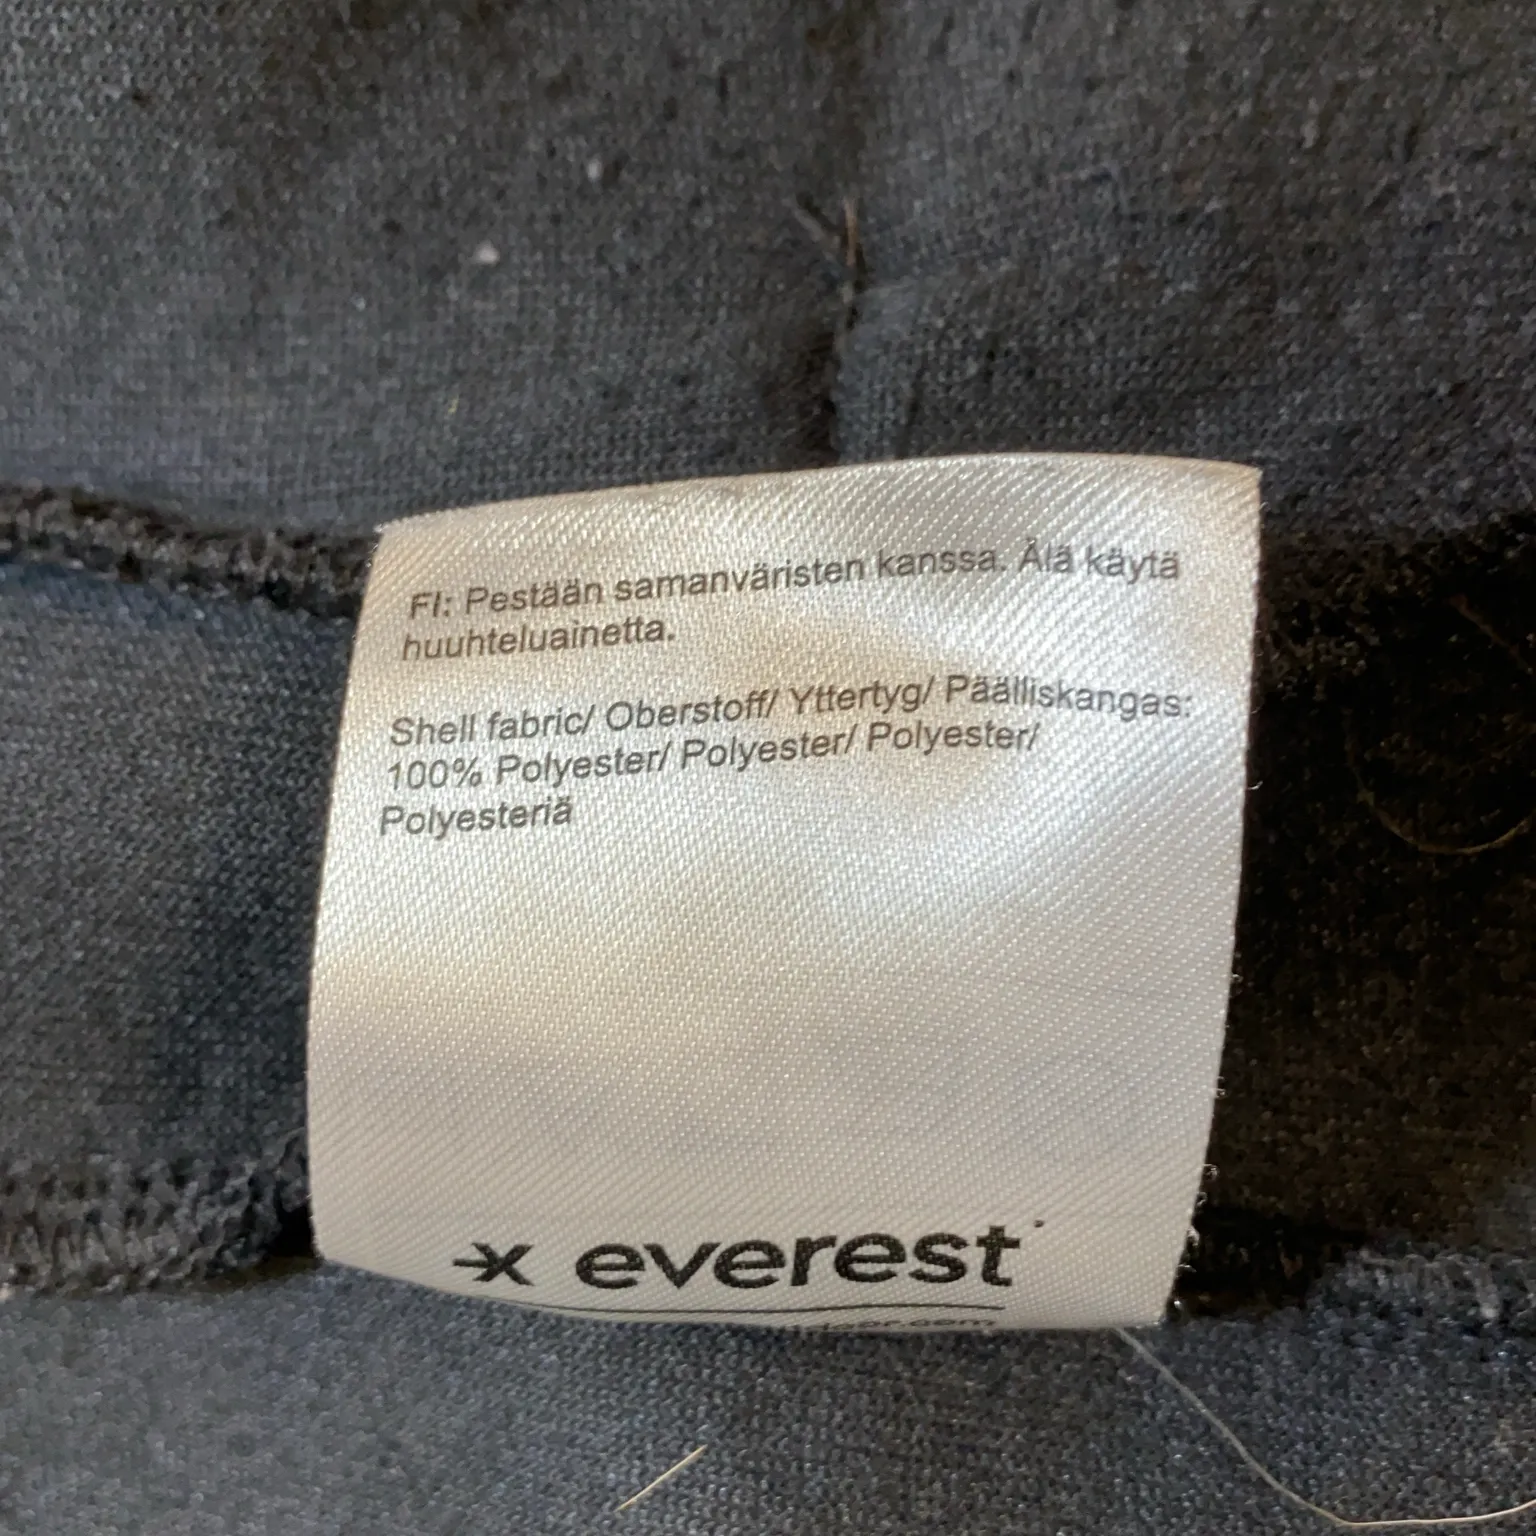 FI: Pestään samanväristen kanssa. Älä käytä
huuhteluainetta.
Shell fabric/ Oberstoff/ Yttertyg/ Päälliskangas:
100% Polyester/ Polyester/ Polyester/
Polyesteriä
everest